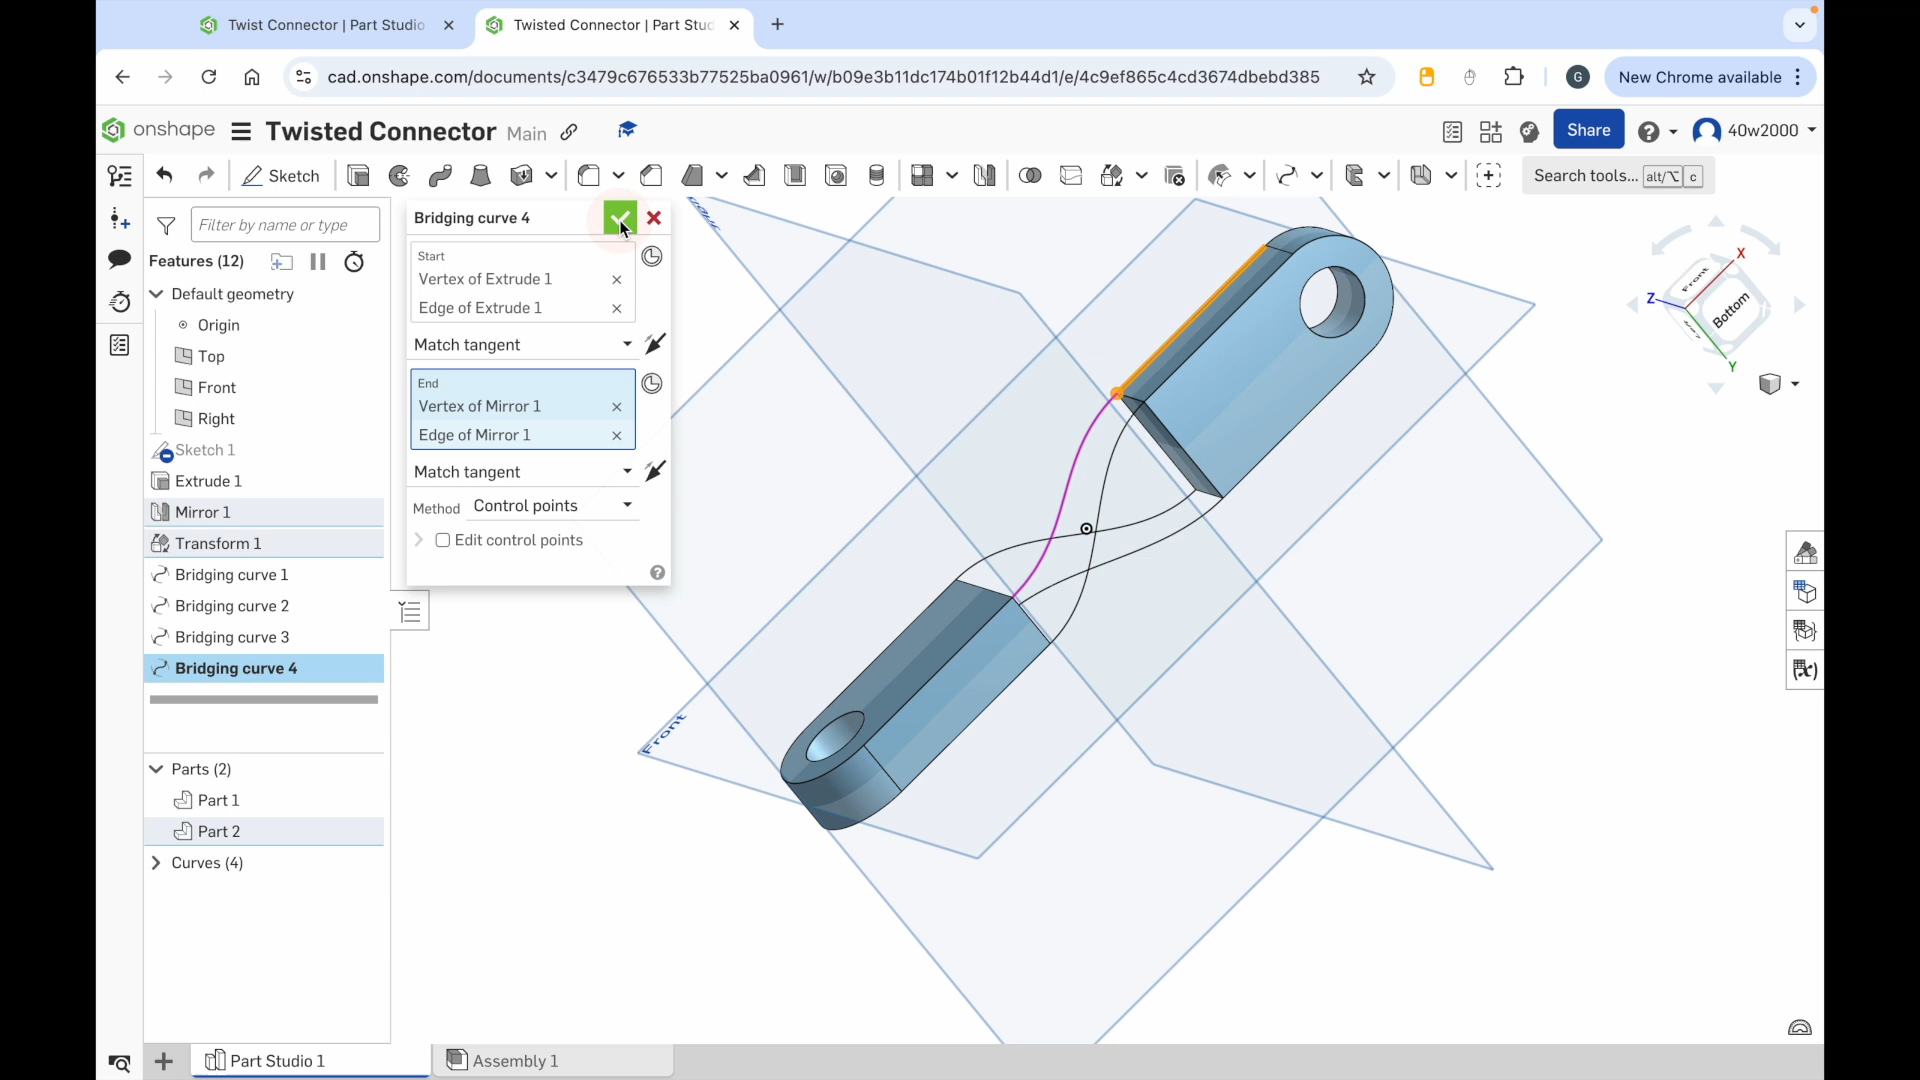 Twist Connector | Part Studio
Twisted Connector | Part Stuc
cad.onshape.com/documents/c3479c676533b77525ba0961/w/b09e3b11dc174b01f12b44d1/e/4c9ef865c4cd3674dbebd385
G
New Chrome available
onshape
Twisted Connector Main
Share
40w2000
Sketch
Search tools... alt/⌥ c
Filter by name or type
Features (12)
Default geometry
Origin
Top
Front
Right
Sketch 1
Extrude 1
Mirror 1
Transform 1
Bridging curve 1
Bridging curve 2
Bridging curve 3
Bridging curve 4
Parts (2)
Part 1
Part 2
Curves (4)
Bridging curve 4
Start
Vertex of Extrude 1
Edge of Extrude 1
Match tangent
End
Vertex of Mirror 1
Edge of Mirror 1
Match tangent
Method Control points
Edit control points
Front
X
Front
Z
Bottom
Y
Part Studio 1
Assembly 1